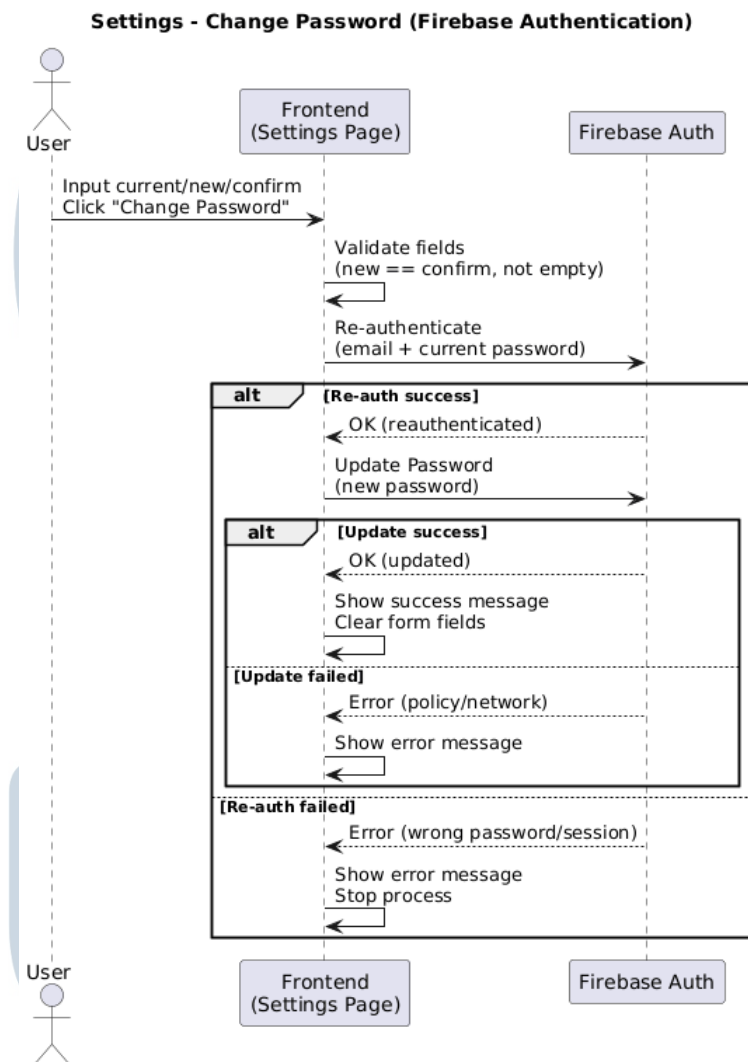 Settings - Change Password (Firebase Authentication)
User
Frontend
(Settings Page)
Firebase Auth
Input current/new/confirm
Click "Change Password"
Validate fields
(new == confirm, not empty)
Re-authenticate
(email + current password)
alt
[Re-auth success]
OK (reauthenticated)
Update Password
(new password)
alt
[Update success]
OK (updated)
Show success message
Clear form fields
[Update failed]
Error (policy/network)
Show error message
[Re-auth failed]
Error (wrong password/session)
Show error message
Stop process
User
Frontend
(Settings Page)
Firebase Auth